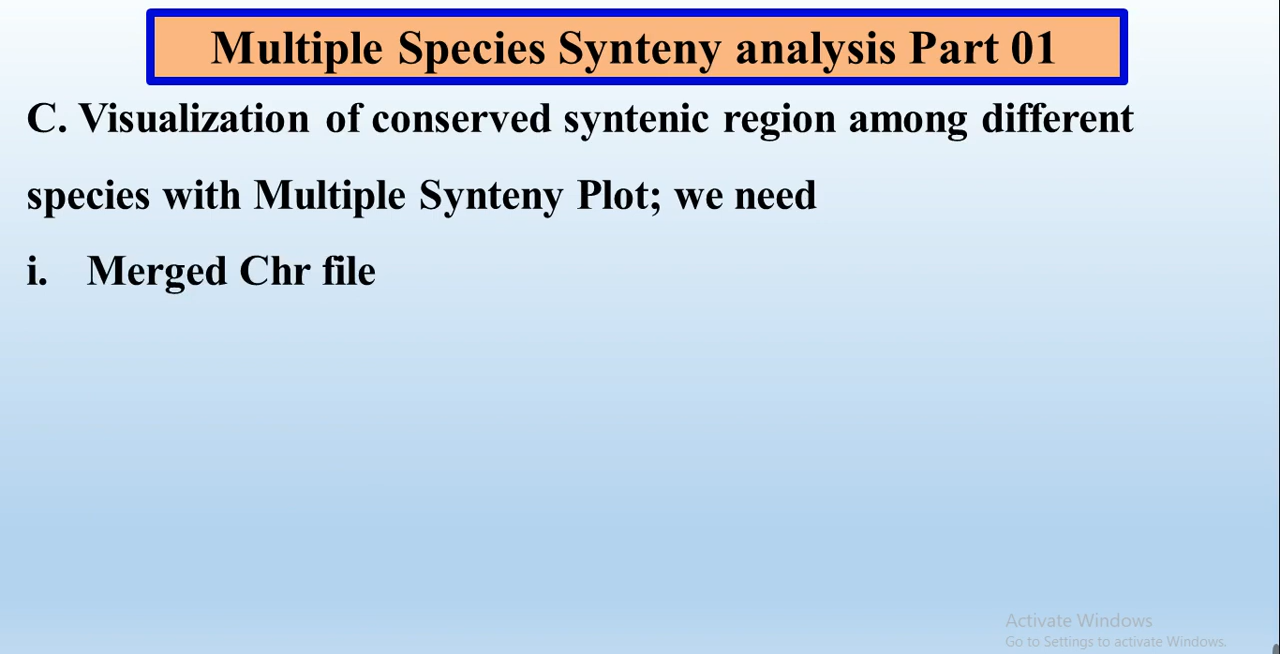 Multiple Species Synteny analysis Part 01
C. Visualization of conserved syntenic region among different
species with Multiple Synteny Plot; we need
i. Merged Chr file
Activate Windows
Go to Settings to activate Windows.